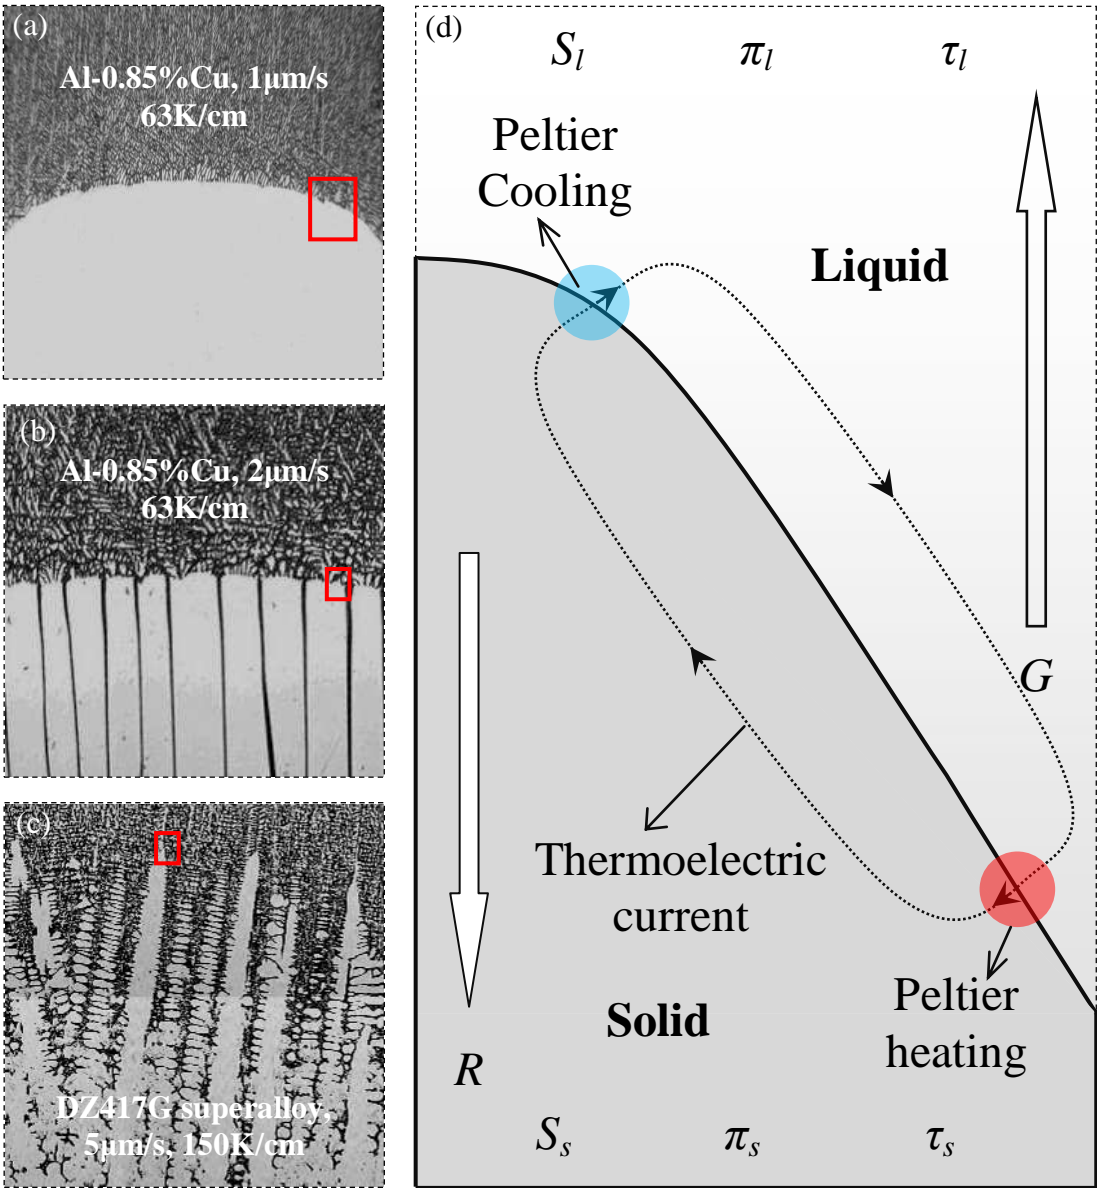 (a)
Al-0.85%Cu, 1μm/s
63K/cm
(b)
Al-0.85%Cu, 2μm/s
63K/cm
(c)
DZ417G superalloy,
5μm/s, 150K/cm
(d)
S_l π_l τ_l
Peltier
Cooling
Liquid
G
Thermoelectric
current
Solid
R
Peltier
heating
S_s π_s τ_s